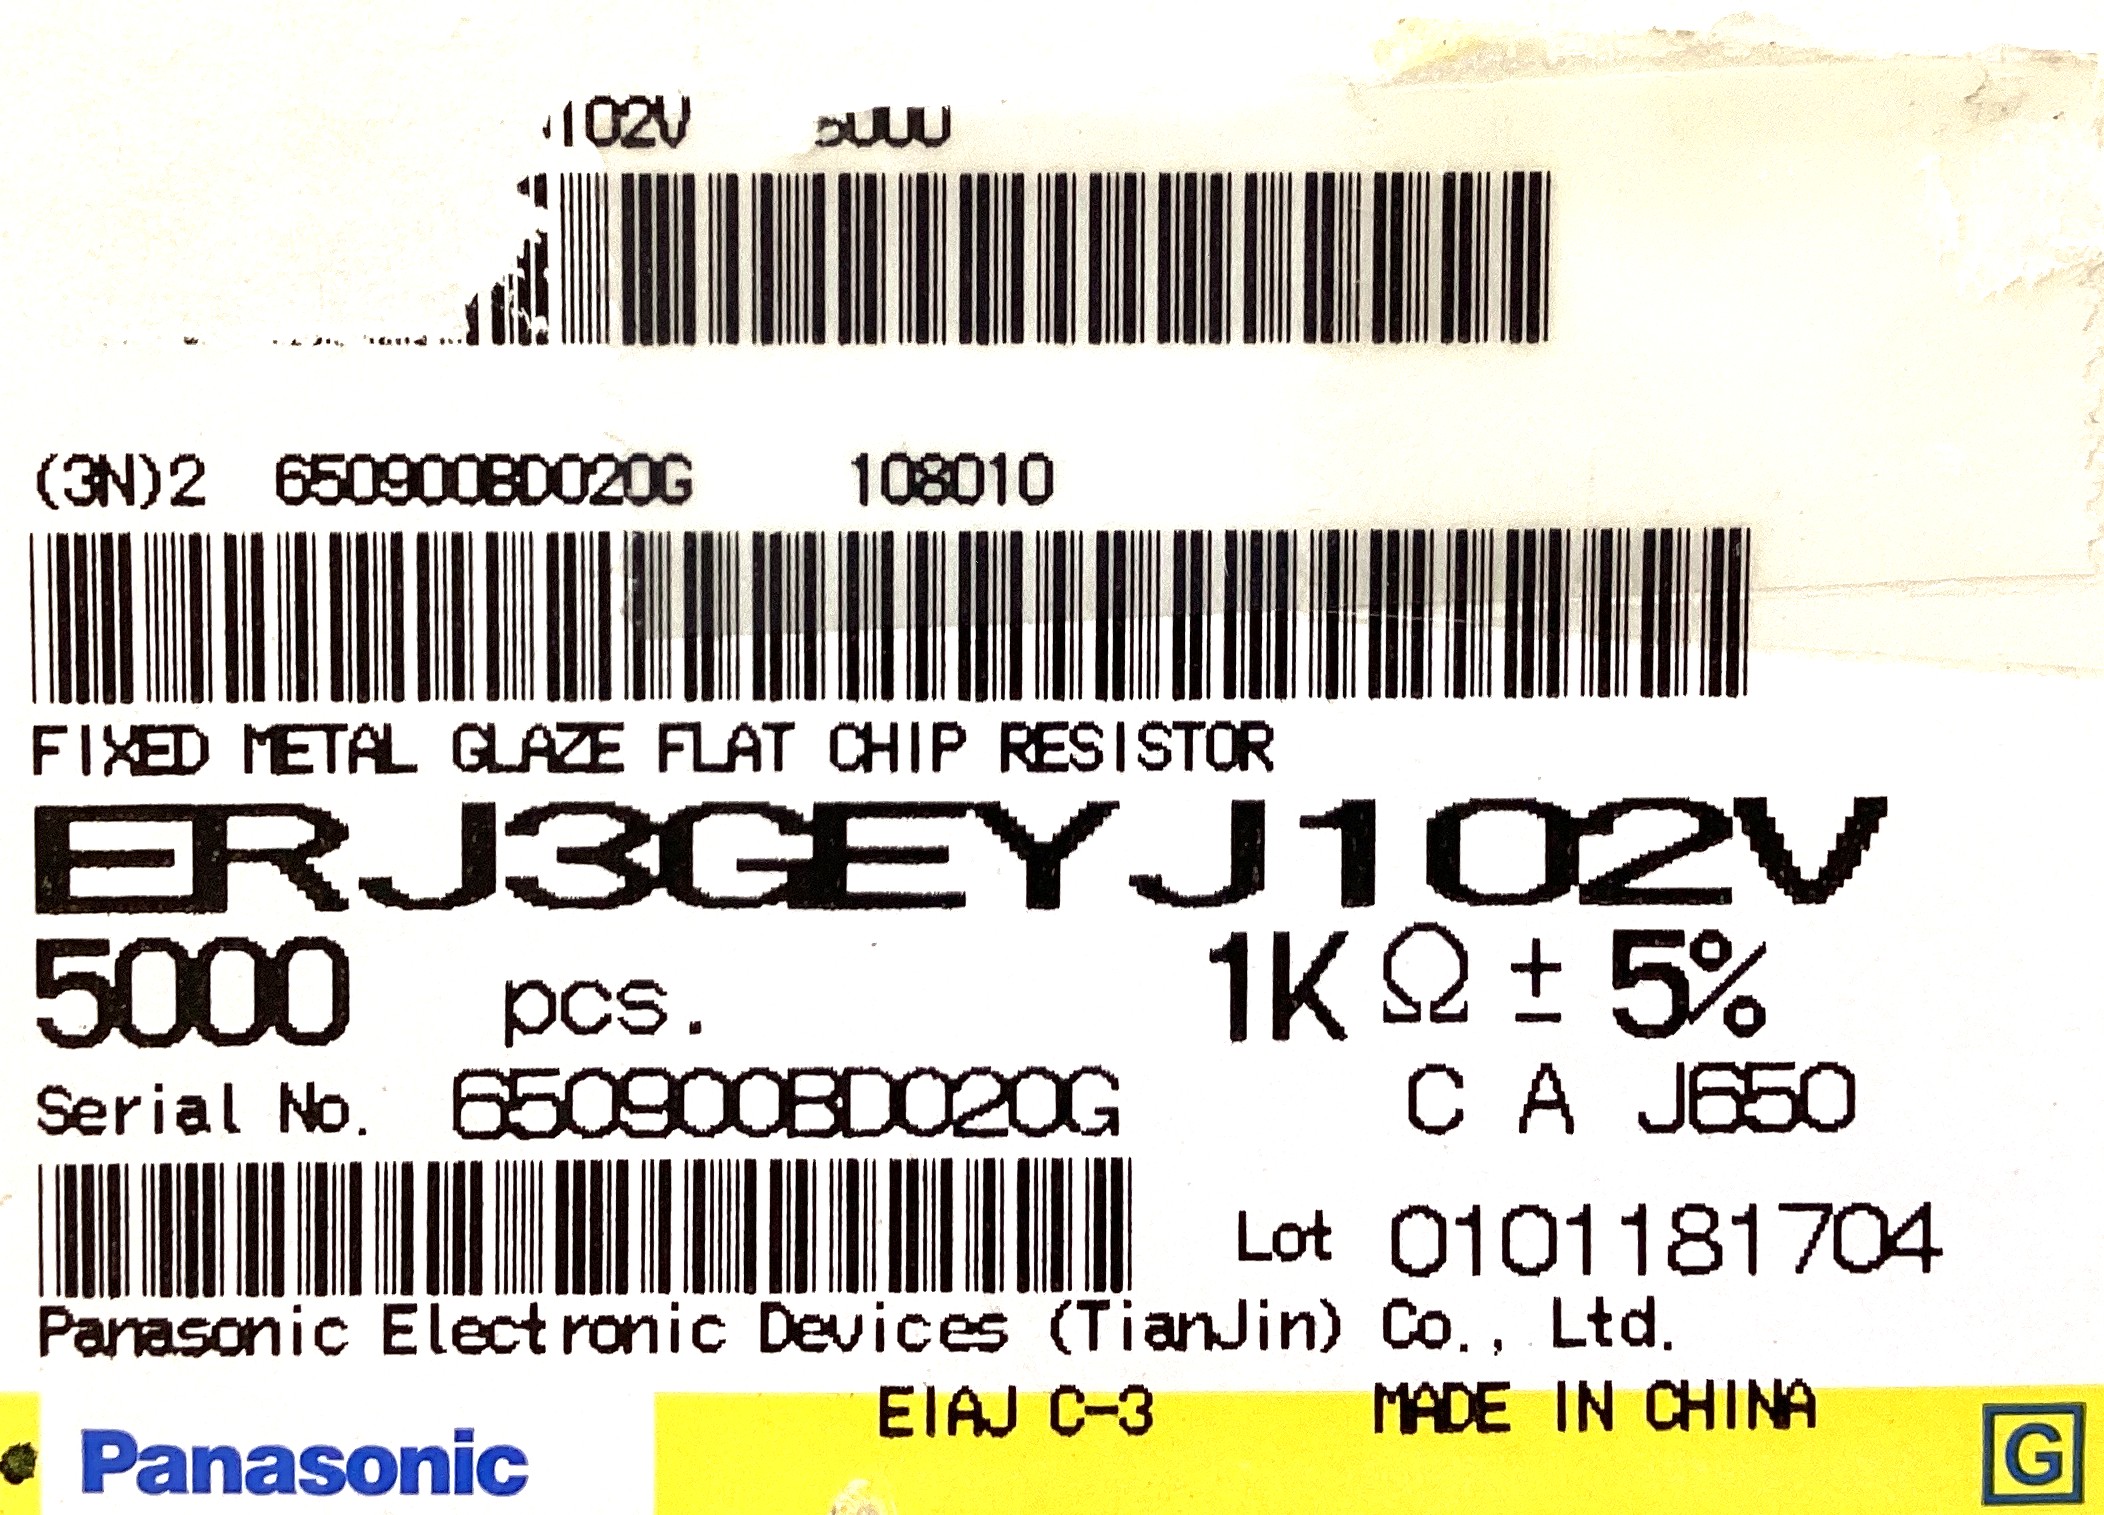 102V 5000
(3N)2 650900BD020G 108010
FIXED METAL GLAZE FLAT CHIP RESISTOR
ERJ3GEYJ102V
5000 pcs. 1KΩ ± 5%
Serial No. 650900BD020G C A J650
Lot 0101181704
Panasonic Electronic Devices (TianJin) Co., Ltd.
EIAJ C-3 MADE IN CHINA
Panasonic G